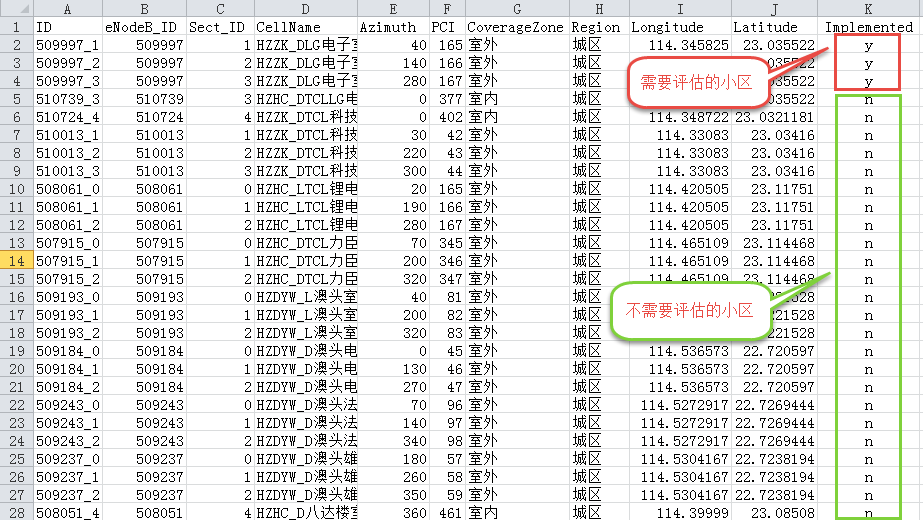 A B C D E F G H I J K
1 ID eNodeB_ID Sect_ID CellName Azimuth PCI CoverageZone Region Longitude Latitude Implemented
2 509997_1 509997 1 HZZK_DLG电子 40 165 室外 城区 114.345825 23.035522 y
3 509997_2 509997 2 HZZK_DLG电子 140 166 室外 城区 y
4 509997_3 509997 3 HZZK_DLG电子 280 167 室外 城区 y
需要评估的小区
5 510739_3 510739 3 HZHC_DTCLLG电 0 377 室内 城区 n
6 510724_4 510724 4 HZHC_DTCL科技 0 402 室内 城区 114.348722 23.0321181 n
7 510013_1 510013 1 HZZK_DTCL科技 30 42 室外 城区 114.33083 23.03416 n
8 510013_2 510013 2 HZZK_DTCL科技 220 43 室外 城区 114.33083 23.03416 n
9 510013_3 510013 3 HZZK_DTCL科技 300 44 室外 城区 114.33083 23.03416 n
10 508061_0 508061 0 HZHC_LTCL锂电 20 165 室外 城区 114.420505 23.11751 n
11 508061_1 508061 1 HZHC_LTCL锂电 190 166 室外 城区 114.420505 23.11751 n
12 508061_2 508061 2 HZHC_LTCL锂电 280 167 室外 城区 114.420505 23.11751 n
13 507915_0 507915 0 HZHC_DTCL力臣 70 345 室外 城区 114.465109 23.114468 n
14 507915_1 507915 1 HZHC_DTCL力臣 200 346 室外 城区 114.465109 23.114468 n
15 507915_2 507915 2 HZHC_DTCL力臣 320 347 室外 城区 114.465109 23.114468 n
16 509193_0 509193 0 HZDYW_L澳头室 40 81 室外 城区 n
17 509193_1 509193 1 HZDYW_L澳头室 200 82 室外 城区 n
不需要评估的小区
18 509193_2 509193 2 HZDYW_L澳头室 320 83 室外 城区 n
19 509184_0 509184 0 HZDYW_D澳头电 0 45 室外 城区 114.536573 22.720597 n
20 509184_1 509184 1 HZDYW_D澳头电 130 46 室外 城区 114.536573 22.720597 n
21 509184_2 509184 2 HZDYW_D澳头电 270 47 室外 城区 114.536573 22.720597 n
22 509243_0 509243 0 HZDYW_D澳头法 70 96 室外 城区 114.5272917 22.7269444 n
23 509243_1 509243 1 HZDYW_D澳头法 140 97 室外 城区 114.5272917 22.7269444 n
24 509243_2 509243 2 HZDYW_D澳头法 340 98 室外 城区 114.5272917 22.7269444 n
25 509237_0 509237 0 HZDYW_D澳头雄 180 57 室外 城区 114.5304167 22.7238194 n
26 509237_1 509237 1 HZDYW_D澳头雄 260 58 室外 城区 114.5304167 22.7238194 n
27 509237_2 509237 2 HZDYW_D澳头雄 350 59 室外 城区 114.5304167 22.7238194 n
28 508051_4 508051 4 HZHC_D八达楼室 360 461 室内 城区 114.39999 23.08508 n